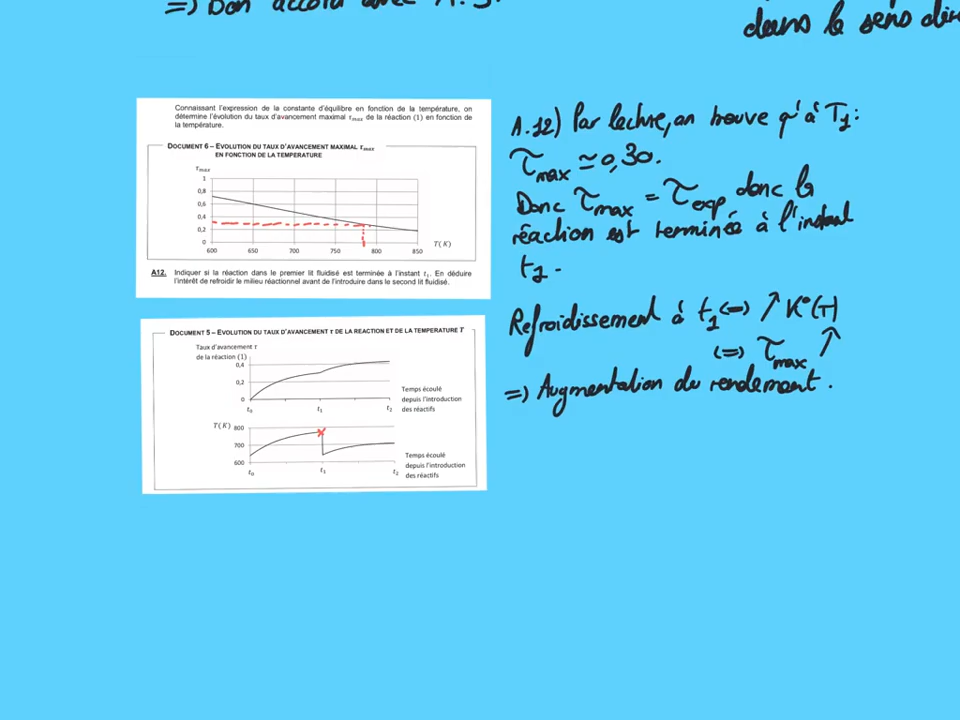 =) Bon accord avec A.9.
dans le sens
Connaissant l'expression de la constante d'équilibre en fonction de la température, on
détermine l'évolution du taux d'avancement maximal τmax de la réaction (1) en fonction de
la température.
DOCUMENT 6 – EVOLUTION DU TAUX D'AVANCEMENT MAXIMAL τmax
EN FONCTION DE LA TEMPERATURE
τmax
1
0,8
0,6
0,4
0,2
0
600 650 700 750 800 850
T(K)
A12. Indiquer si la réaction dans le premier lit fluidisé est terminée à l'instant t1. En déduire
l'intérêt de refroidir le milieu réactionnel avant de l'introduire dans le second lit fluidisé.
DOCUMENT 5 – EVOLUTION DU TAUX D'AVANCEMENT τ DE LA REACTION ET DE LA TEMPERATURE T
Taux d'avancement τ
de la réaction (1)
0,4
0,2
0
t0 t1 t2
Temps écoulé
depuis l'introduction
des réactifs
T(K)
800
700
600
t0 t1 t2
Temps écoulé
depuis l'introduction
des réactifs
A.12) Par lecture, on trouve qu'à T1:
τmax ≃ 0,30.
Donc τmax = τexp donc la
réaction est terminée à l'instant
t1.
Refroidissement à t1 (=) ↗ K°(T)
(=) τmax ↗
=) Augmentation du rendement.